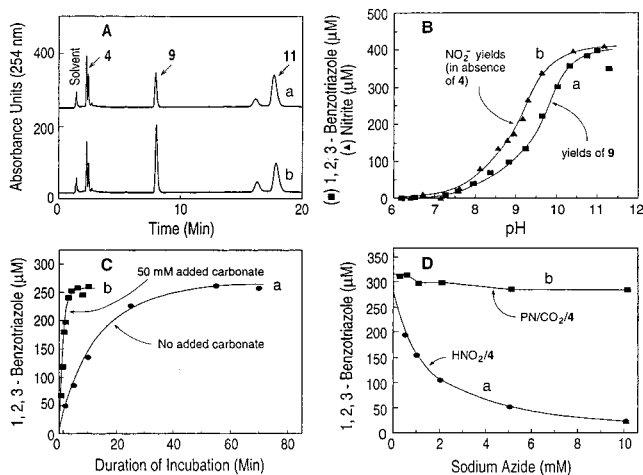 A
Absorbance Units (254 nm)
400
200
0
200
100
0
Solvent
4
9
11
a
b
0
10
20
Time (Min)
B
(■) 1, 2, 3 - Benzotriazole (μM)
(▲) Nitrite (μM)
500
400
300
200
100
0
NO₂⁻ yields
(in absence
of 4)
b
a
yields of 9
6
7
8
9
10
11
12
pH
C
1, 2, 3 - Benzotriazole (μM)
350
300
250
200
150
100
50
0
50 mM added carbonate
b
a
No added carbonate
0
20
40
60
80
Duration of Incubation (Min)
D
1, 2, 3 - Benzotriazole (μM)
400
350
300
250
200
150
100
50
0
b
PN/CO₂/4
HNO₂/4
a
0
2
4
6
8
10
Sodium Azide (mM)